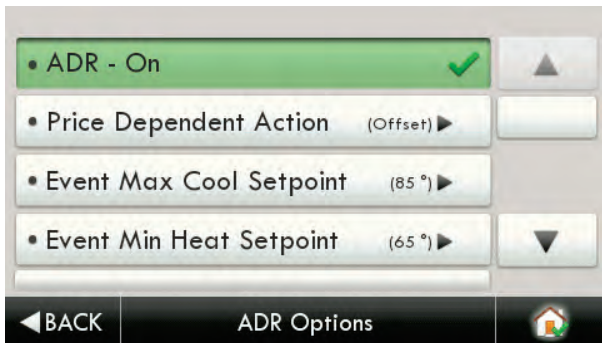 • ADR - On
• Price Dependent Action (Offset)
• Event Max Cool Setpoint (85 °)
• Event Min Heat Setpoint (65 °)
BACK ADR Options